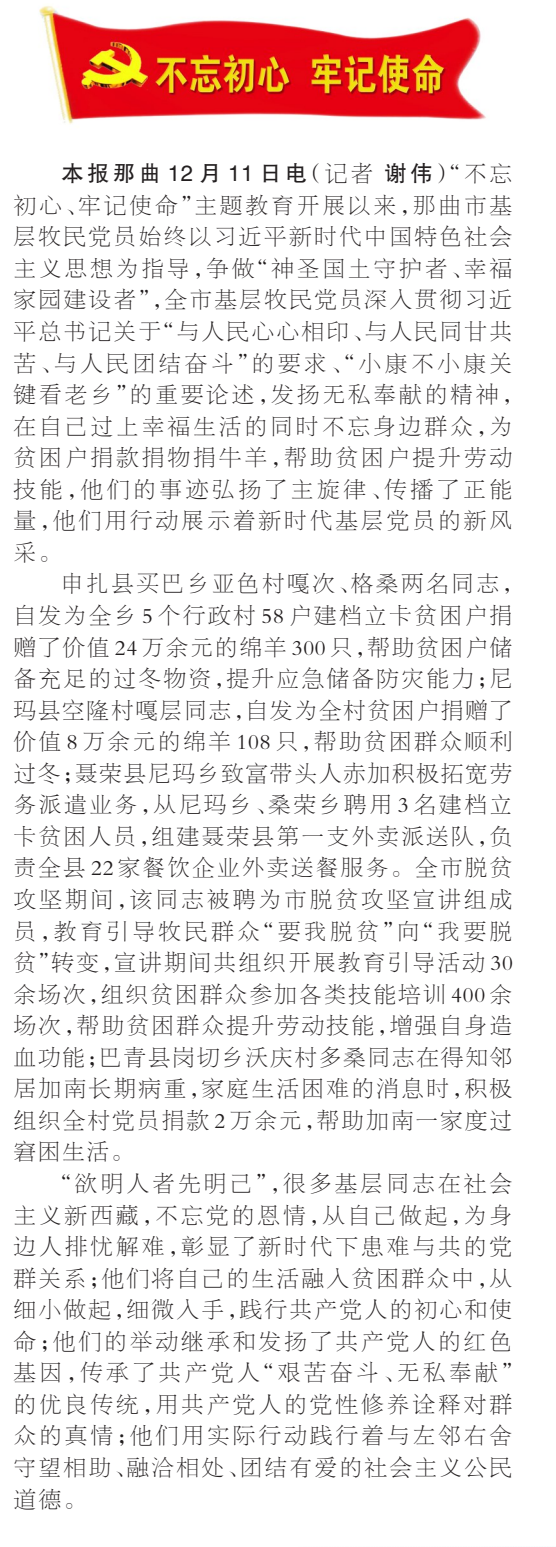 不忘初心 牢记使命
本报那曲12月11日电（记者 谢伟）“不忘
初心、牢记使命”主题教育开展以来，那曲市基
层牧民党员始终以习近平新时代中国特色社会
主义思想为指导，争做“神圣国土守护者、幸福
家园建设者”，全市基层牧民党员深入贯彻习近
平总书记关于“与人民心心相印、与人民同甘共
苦、与人民团结奋斗”的要求、“小康不小康关
键看老乡”的重要论述，发扬无私奉献的精神，
在自己过上幸福生活的同时不忘身边群众，为
贫困户捐款捐物捐牛羊，帮助贫困户提升劳动
技能，他们的事迹弘扬了主旋律、传播了正能
量，他们用行动展示着新时代基层党员的新风
采。
申扎县买巴乡亚色村嘎次、格桑两名同志，
自发为全乡5个行政村58户建档立卡贫困户捐
赠了价值24万余元的绵羊300只，帮助贫困户储
备充足的过冬物资，提升应急储备防灾能力；尼
玛县空隆村嘎层同志，自发为全村贫困户捐赠了
价值8万余元的绵羊108只，帮助贫困群众顺利
过冬；聂荣县尼玛乡致富带头人赤加积极拓宽劳
务派遣业务，从尼玛乡、桑荣乡聘用3名建档立
卡贫困人员，组建聂荣县第一支外卖派送队，负
责全县22家餐饮企业外卖送餐服务。全市脱贫
攻坚期间，该同志被聘为市脱贫攻坚宣讲组成
员，教育引导牧民群众“要我脱贫”向“我要脱
贫”转变，宣讲期间共组织开展教育引导活动30
余场次，组织贫困群众参加各类技能培训400余
场次，帮助贫困群众提升劳动技能，增强自身造
血功能；巴青县岗切乡沃庆村多桑同志在得知邻
居加南长期病重，家庭生活困难的消息时，积极
组织全村党员捐款2万余元，帮助加南一家度过
窘困生活。
“欲明人者先明己”，很多基层同志在社会
主义新西藏，不忘党的恩情，从自己做起，为身
边人排忧解难，彰显了新时代下患难与共的党
群关系；他们将自己的生活融入贫困群众中，从
细小做起，细微入手，践行共产党人的初心和使
命；他们的举动继承和发扬了共产党人的红色
基因，传承了共产党人“艰苦奋斗、无私奉献”
的优良传统，用共产党人的党性修养诠释对群
众的真情；他们用实际行动践行着与左邻右舍
守望相助、融洽相处、团结有爱的社会主义公民
道德。